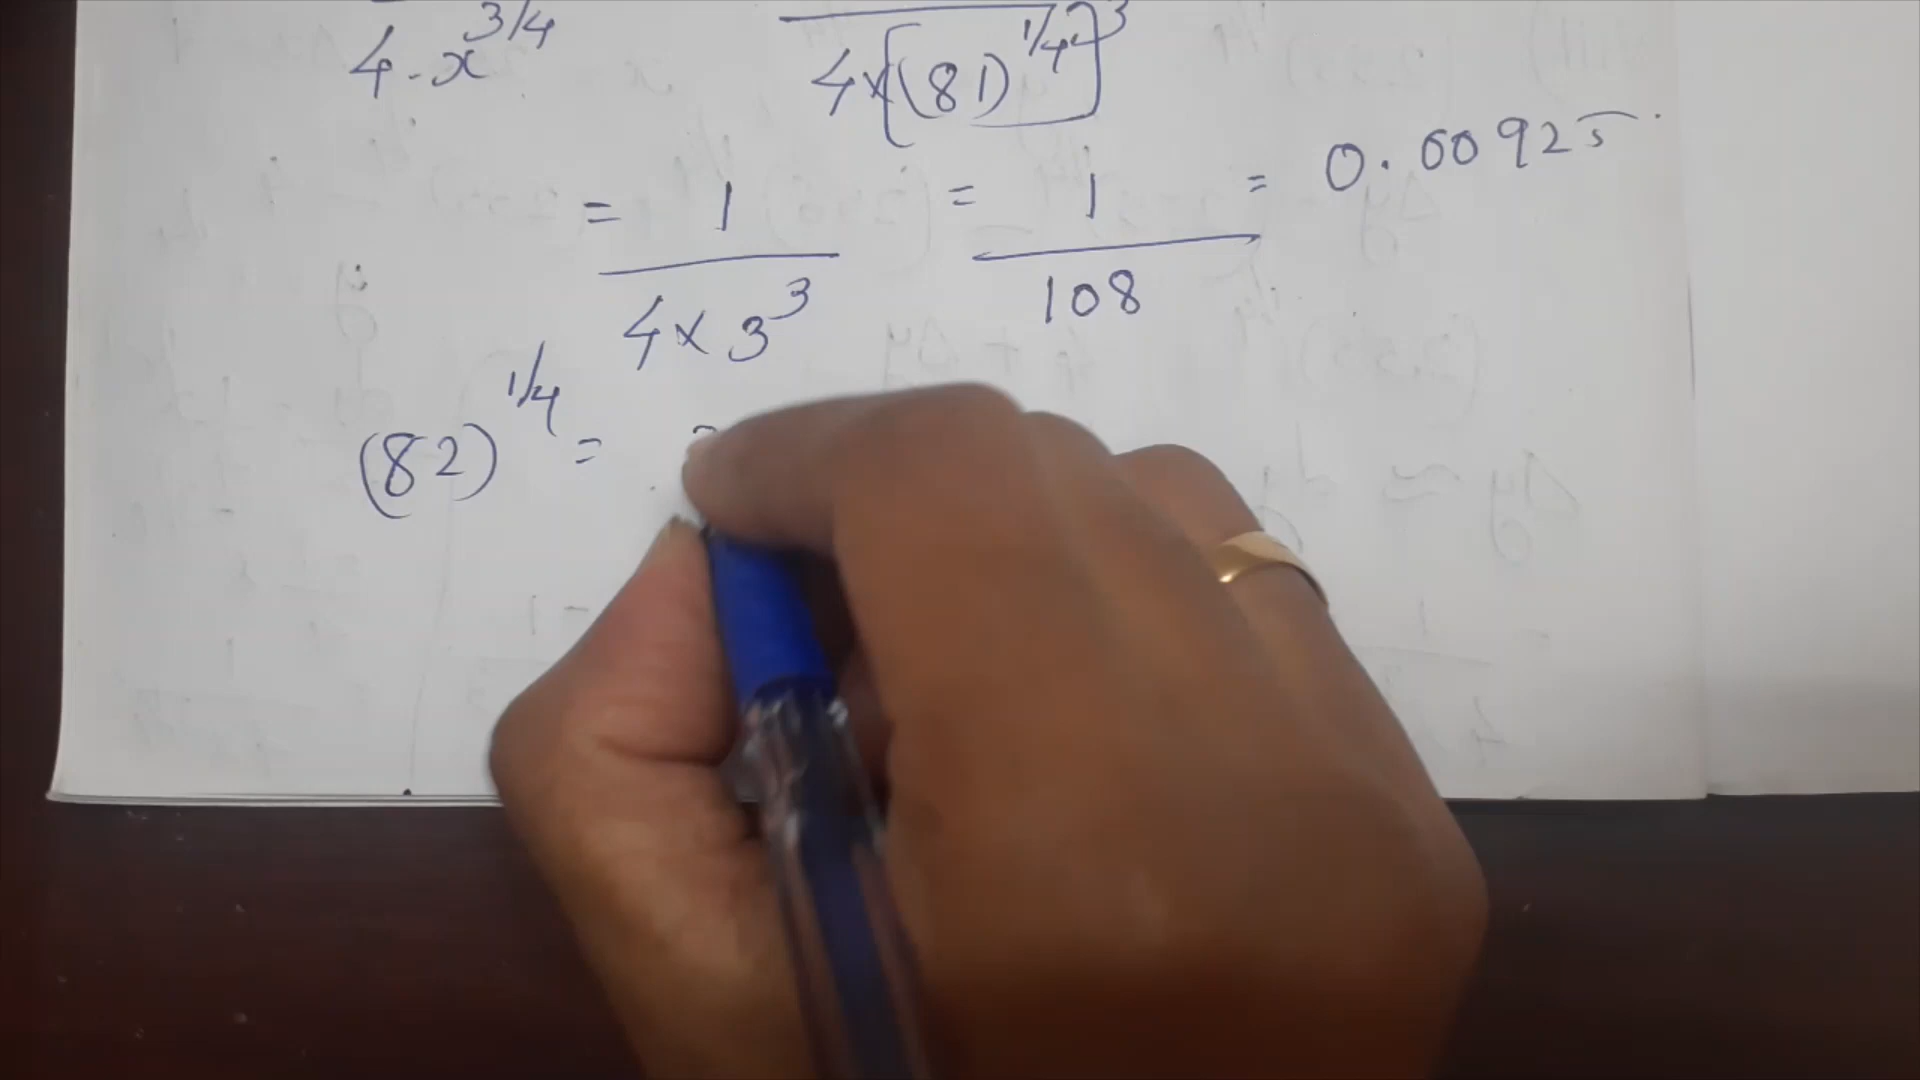 4 . x^{3/4} 4 × [(81)^{1/4}]^3
= 1 / (4 × 3^3) = 1 / 108 = 0.00925
(82)^{1/4} =